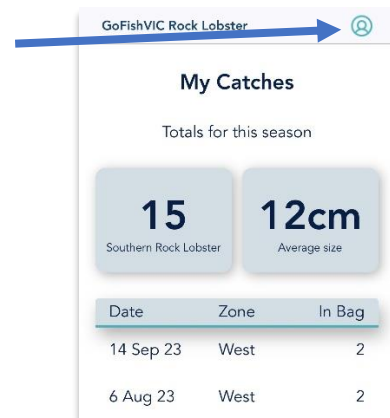 GoFishVIC Rock Lobster
My Catches
Totals for this season
15 12cm
Southern Rock Lobster Average size
Date Zone In Bag
14 Sep 23 West 2
6 Aug 23 West 2